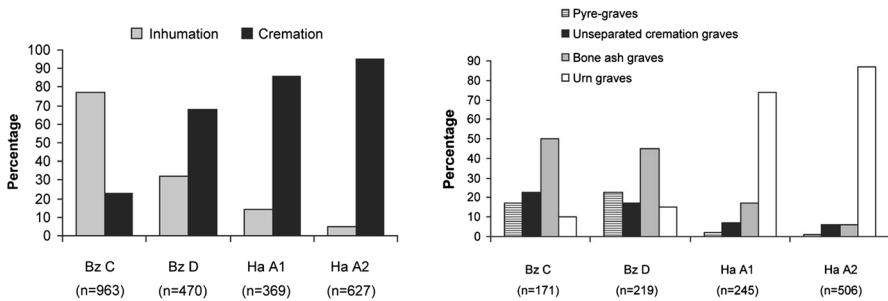 Inhumation Cremation
Percentage
100
90
80
70
60
50
40
30
20
10
0
Bz C Bz D Ha A1 Ha A2
(n=963) (n=470) (n=369) (n=627)
Pyre-graves
Unseparated cremation graves
Bone ash graves
Urn graves
Percentage
90
80
70
60
50
40
30
20
10
0
Bz C Bz D Ha A1 Ha A2
(n=171) (n=219) (n=245) (n=506)